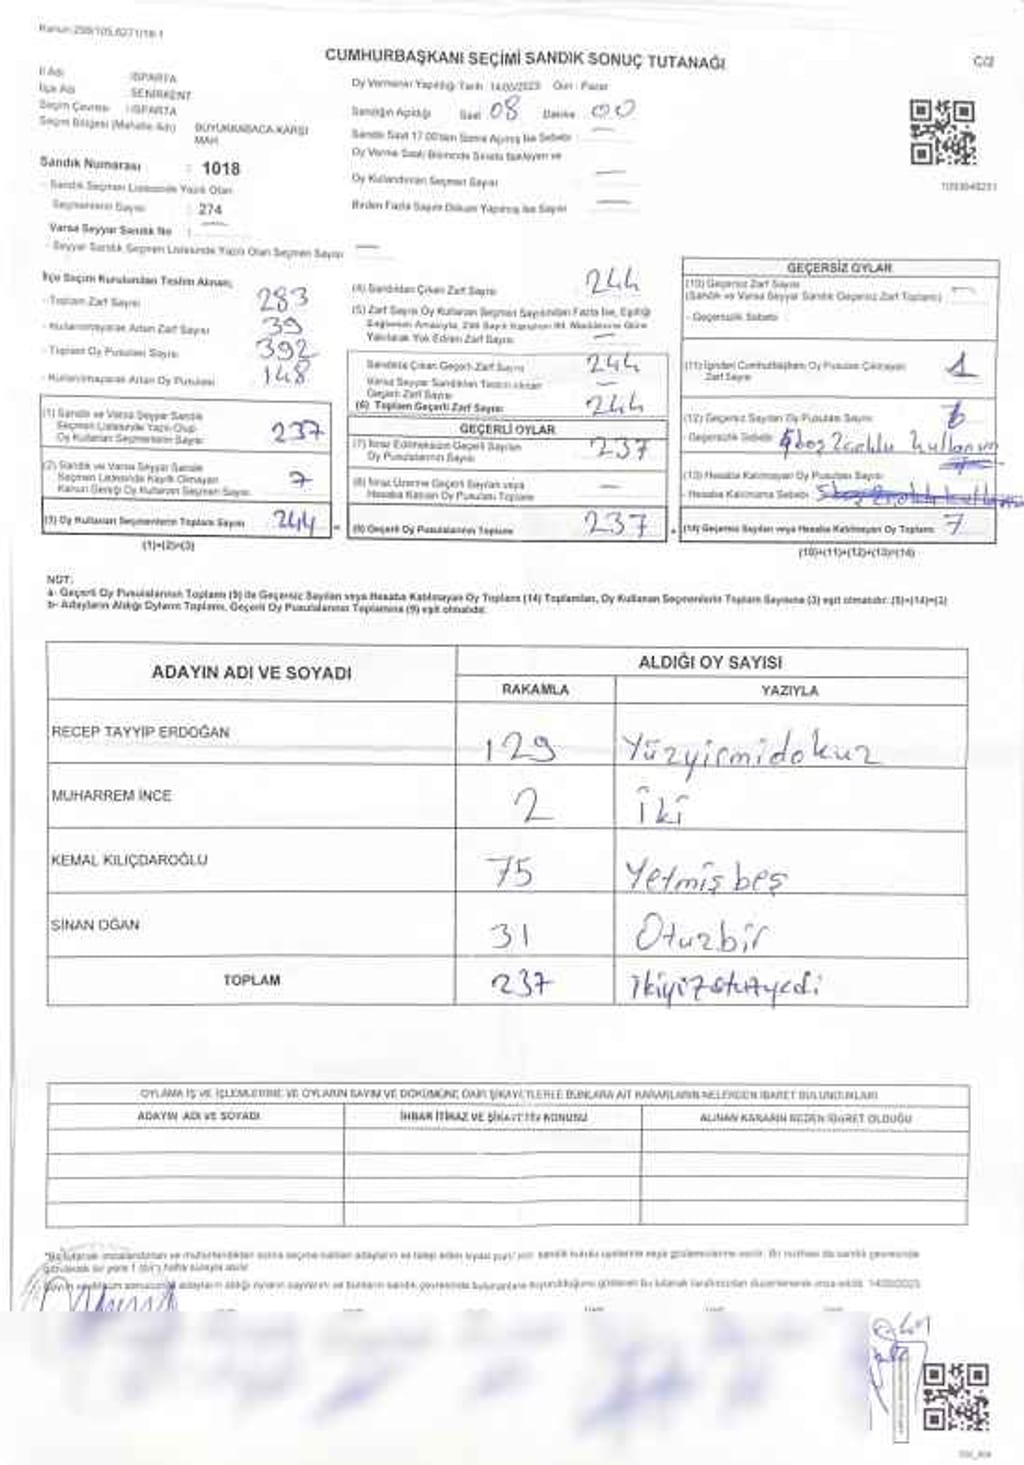 Kanun: 298/105,6271/18-1
CUMHURBAŞKANI SEÇİMİ SANDIK SONUÇ TUTANAĞI
C/2
İl Adı : ISPARTA
İlçe Adı : SENİRKENT
Seçim Çevresi : ISPARTA
Seçim Bölgesi (Mahalle Adı) BÜYÜKKABACA-KARŞI
MAH.
Sandık Numarası : 1018
- Sandık Seçmen Listesinde Yazılı Olan
Seçmenlerin Sayısı : 274
Varsa Seyyar Sandık No : —
- Seyyar Sandık Seçmen Listesinde Yazılı Olan Seçmen Sayısı —
Oy Vermenin Yapıldığı Tarih : 14/05/2023 Gün : Pazar
Sandığın Açıldığı Saat 08 Dakika 00
Sandık Saat 17.00'den Sonra Açılmış İse Sebebi : —
Oy Verme Saati Bitiminde Sırada Bekleyen ve
Oy Kullandırılan Seçmen Sayısı —
Birden Fazla Sayım Döküm Yapılmış İse Sayısı —
İlçe Seçim Kurulundan Teslim Alınan;
- Toplam Zarf Sayısı 283
- Kullanılmayarak Artan Zarf Sayısı 39
- Toplam Oy Pusulası Sayısı 392
- Kullanılmayarak Artan Oy Pusulası 148
(1) Sandık ve Varsa Seyyar Sandık
Seçmen Listesinde Yazılı Olup
Oy Kullanan Seçmenlerin Sayısı 237
(2) Sandık ve Varsa Seyyar Sandık
Seçmen Listesinde Kayıtlı Olmayan
Kanun Gereği Oy Kullanan Seçmen Sayısı 7
(3) Oy Kullanan Seçmenlerin Toplam Sayısı 244 =
(1)+(2)=(3)
(4) Sandıktan Çıkan Zarf Sayısı 244
(5) Zarf Sayısı Oy Kullanan Seçmen Sayısından Fazla İse, Eşitliği
Sağlamak Amacıyla, 298 Sayılı Kanunun 98. Maddesine Göre
Yakılarak Yok Edilen Zarf Sayısı —
Sandıkta Çıkan Geçerli Zarf Sayısı 244
Varsa Seyyar Sandıktan Teslim Alınan
Geçerli Zarf Sayısı —
(6) Toplam Geçerli Zarf Sayısı 244
GEÇERLİ OYLAR
(7) İtiraz Edilmeksizin Geçerli Sayılan
Oy Pusulalarının Sayısı 237
(8) İtiraz Üzerine Geçerli Sayılan veya
Hesaba Katılan Oy Pusulası Toplamı —
(9) Geçerli Oy Pusulalarının Toplamı 237 +
GEÇERSİZ OYLAR
(10) Geçersiz Zarf Sayısı
(Sandık ve Varsa Seyyar Sandık Geçersiz Zarf Toplamı) —
- Geçersizlik Sebebi :
(11) İçinden Cumhurbaşkanı Oy Pusulası Çıkmayan
Zarf Sayısı 1
(12) Geçersiz Sayılan Oy Pusulası Sayısı 6
- Geçersizlik Sebebi boş 2 kullanım
(13) Hesaba Katılmayan Oy Pusulası Sayısı
- Hesaba Katılmama Sebebi
(14) Geçersiz Sayılan veya Hesaba Katılmayan Oy Toplamı 7
(10)+(11)+(12)+(13)=(14)
NOT:
a- Geçerli Oy Pusulalarının Toplamı (9) ile Geçersiz Sayılan veya Hesaba Katılmayan Oy Toplamı (14) Toplamları, Oy Kullanan Seçmenlerin Toplam Sayısına (3) eşit olmalıdır. (9)+(14)=(3)
b- Adayların Aldığı Oyların Toplamı, Geçerli Oy Pusulalarının Toplamına (9) eşit olmalıdır.
ADAYIN ADI VE SOYADI
ALDIĞI OY SAYISI
RAKAMLA YAZIYLA
RECEP TAYYİP ERDOĞAN 129 Yüzyirmidokuz
MUHARREM İNCE 2 İki
KEMAL KILIÇDAROĞLU 75 Yetmişbeş
SİNAN OĞAN 31 Otuzbir
TOPLAM 237
OYLAMA İŞ VE İŞLEMLERİNE VE OYLARIN SAYIM VE DÖKÜMÜNE DAİR ŞİKAYETLERLE BUNLARA AİT KARARLARIN NELERDEN İBARET BULUNDUKLARI
ADAYIN ADI VE SOYADI İHBAR İTİRAZ VE ŞİKAYETİN KONUSU ALINAN KARARIN NEDEN İBARET OLDUĞU